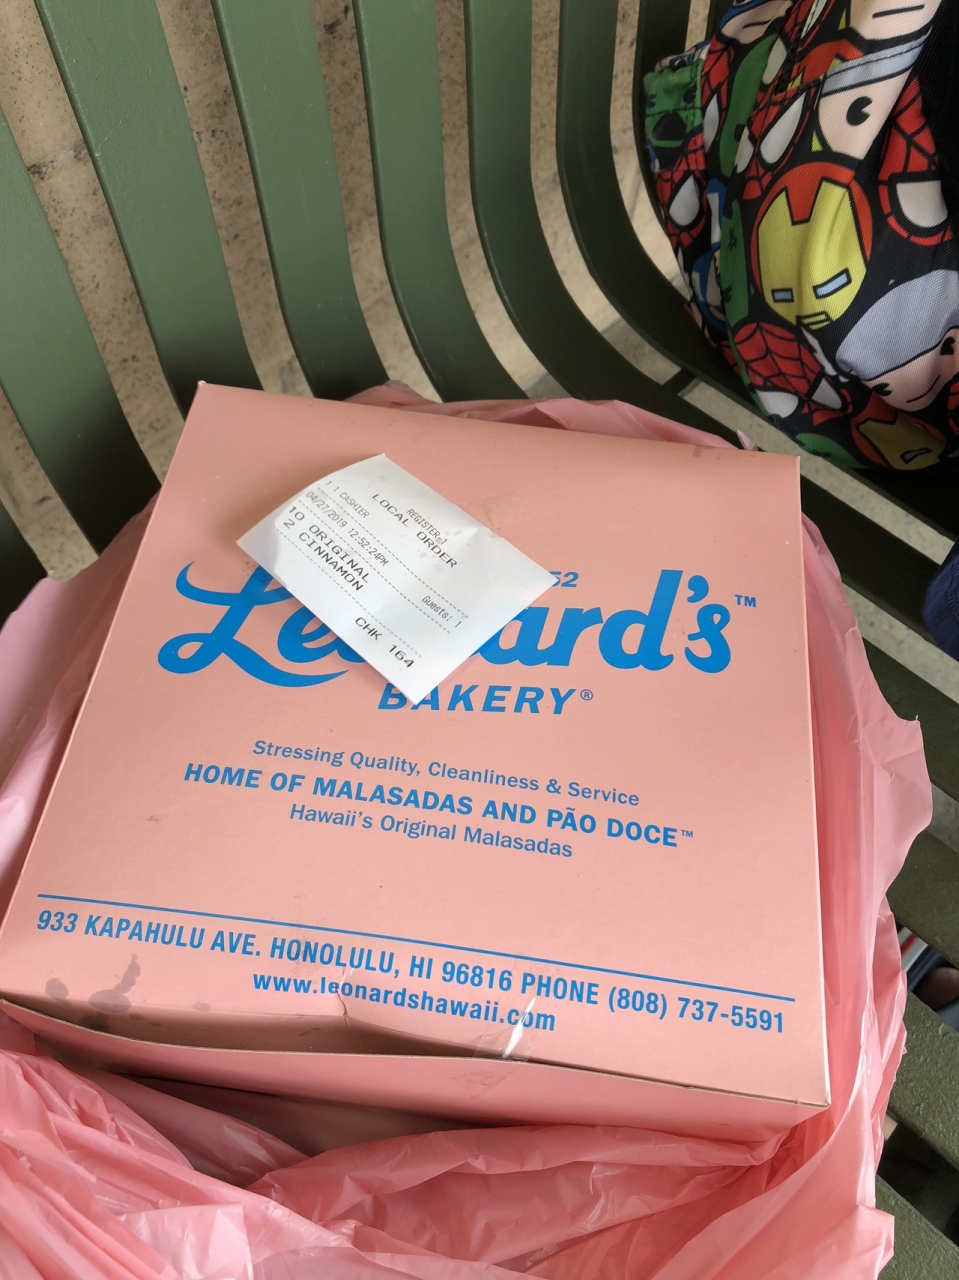 REGISTER 1
LOCAL ORDER
1 1 CASHIER
04/27/2019 12:52:24PM
Guests: 1
10 ORIGINAL
2 CINNAMON
CHK 164
52
Leonard's™
BAKERY®
Stressing Quality, Cleanliness & Service
HOME OF MALASADAS AND PÃO DOCE™
Hawaii's Original Malasadas
933 KAPAHULU AVE. HONOLULU, HI 96816 PHONE (808) 737-5591
www.leonardshawaii.com